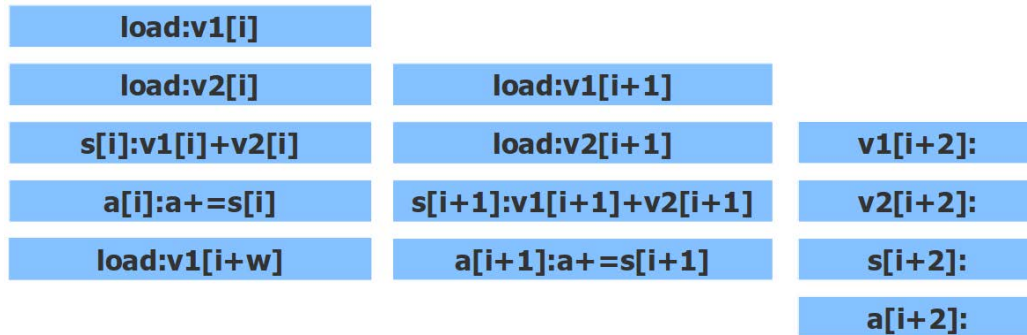 load:v1[i]
load:v2[i] load:v1[i+1]
s[i]:v1[i]+v2[i] load:v2[i+1] v1[i+2]:
a[i]:a+=s[i] s[i+1]:v1[i+1]+v2[i+1] v2[i+2]:
load:v1[i+w] a[i+1]:a+=s[i+1] s[i+2]:
a[i+2]: